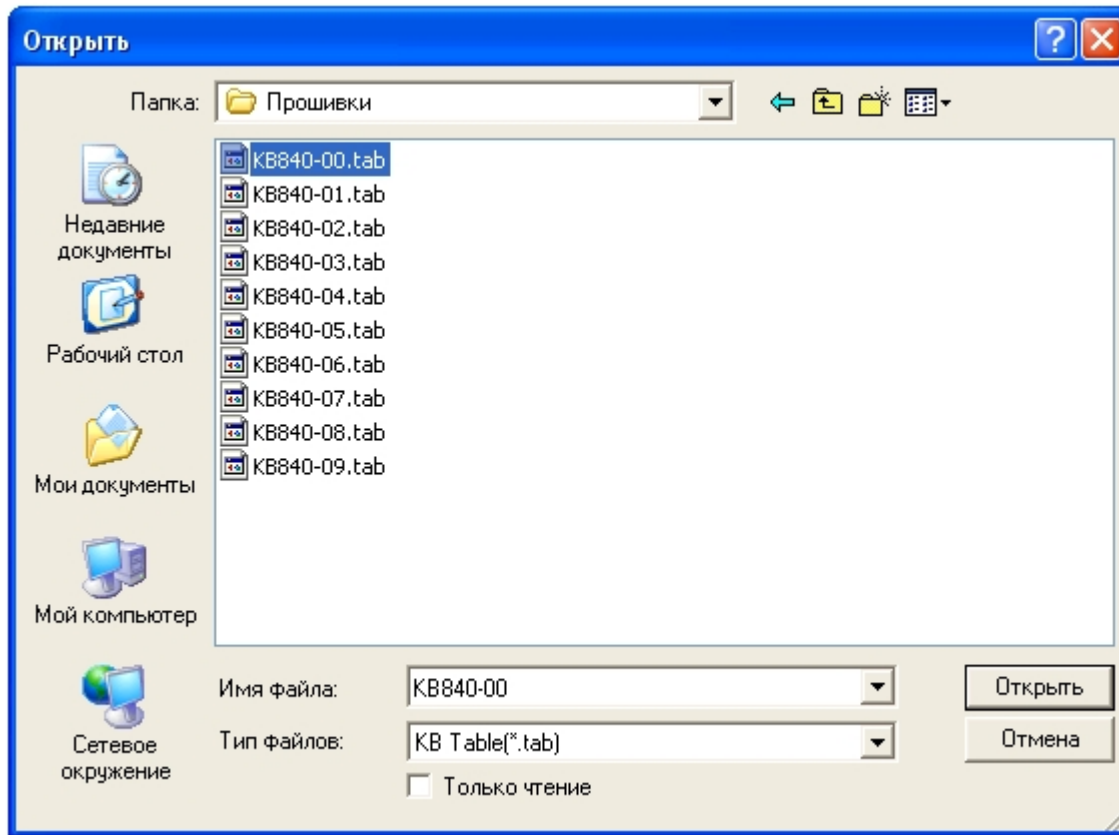 Открыть
Папка: Прошивки
KB840-00.tab
KB840-01.tab
KB840-02.tab
KB840-03.tab
KB840-04.tab
KB840-05.tab
KB840-06.tab
KB840-07.tab
KB840-08.tab
KB840-09.tab
Недавние
документы
Рабочий стол
Мои документы
Мой компьютер
Сетевое
окружение
Имя файла: KB840-00 Открыть
Тип файлов: KB Table(*.tab) Отмена
Только чтение